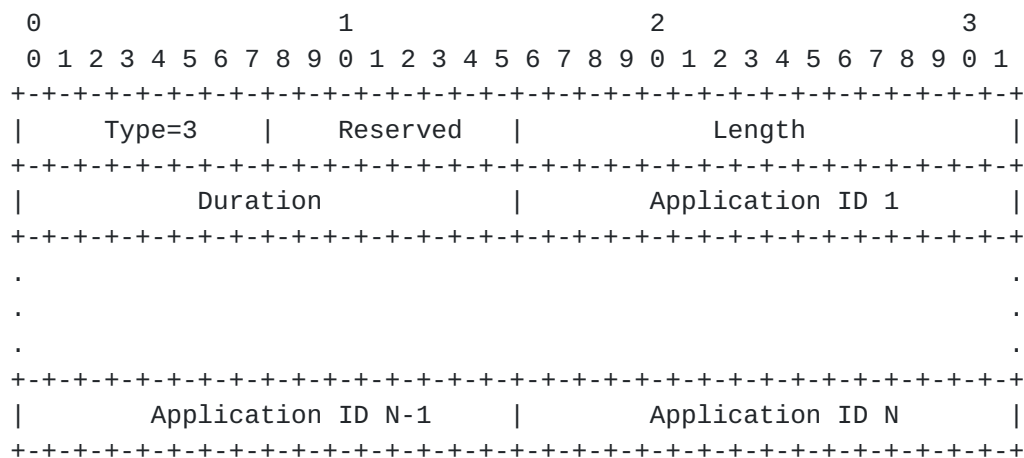 0                   1                   2                   3
 0 1 2 3 4 5 6 7 8 9 0 1 2 3 4 5 6 7 8 9 0 1 2 3 4 5 6 7 8 9 0 1
+-+-+-+-+-+-+-+-+-+-+-+-+-+-+-+-+-+-+-+-+-+-+-+-+-+-+-+-+-+-+-+-+
|     Type=3    |    Reserved   |            Length             |
+-+-+-+-+-+-+-+-+-+-+-+-+-+-+-+-+-+-+-+-+-+-+-+-+-+-+-+-+-+-+-+-+
|           Duration            |        Application ID 1       |
+-+-+-+-+-+-+-+-+-+-+-+-+-+-+-+-+-+-+-+-+-+-+-+-+-+-+-+-+-+-+-+-+
.                                                               .
.                                                               .
.                                                               .
+-+-+-+-+-+-+-+-+-+-+-+-+-+-+-+-+-+-+-+-+-+-+-+-+-+-+-+-+-+-+-+-+
|        Application ID N-1     |        Application ID N       |
+-+-+-+-+-+-+-+-+-+-+-+-+-+-+-+-+-+-+-+-+-+-+-+-+-+-+-+-+-+-+-+-+